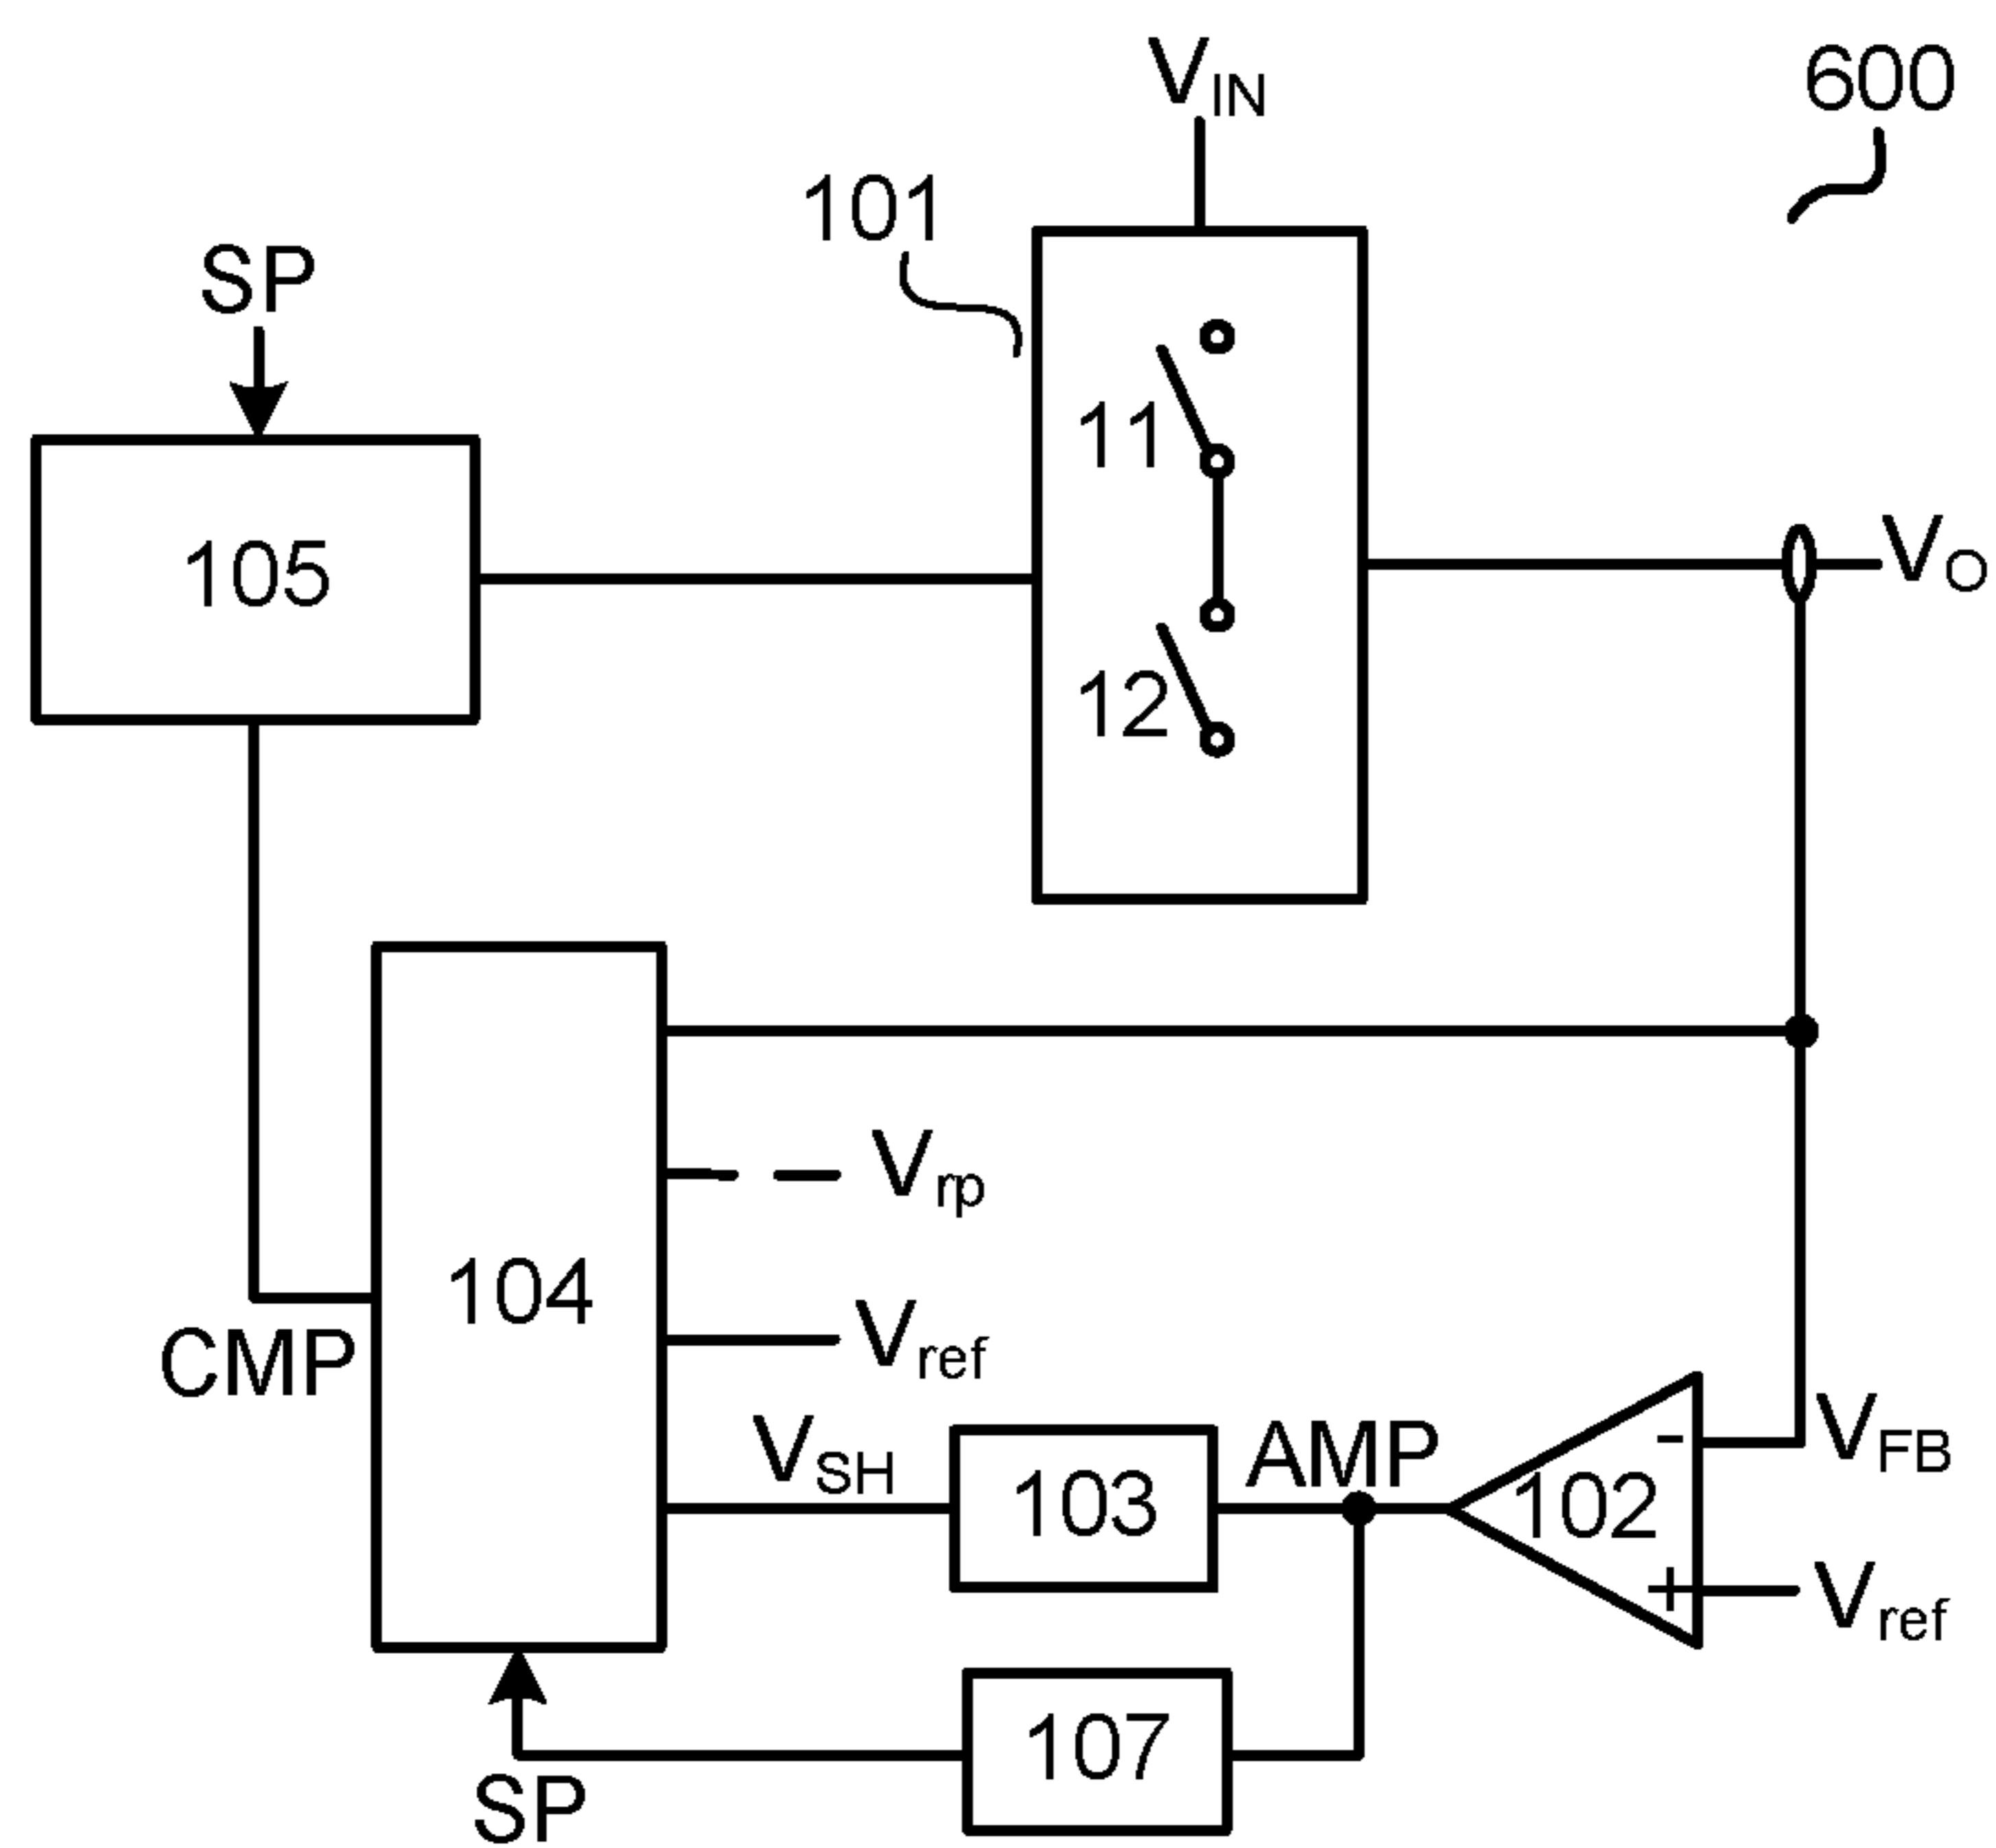 V_IN
600
101
SP
11
V_O
105
12
V_rp
104
V_ref
CMP
V_SH
AMP
V_FB
103
102
-
+
V_ref
107
SP